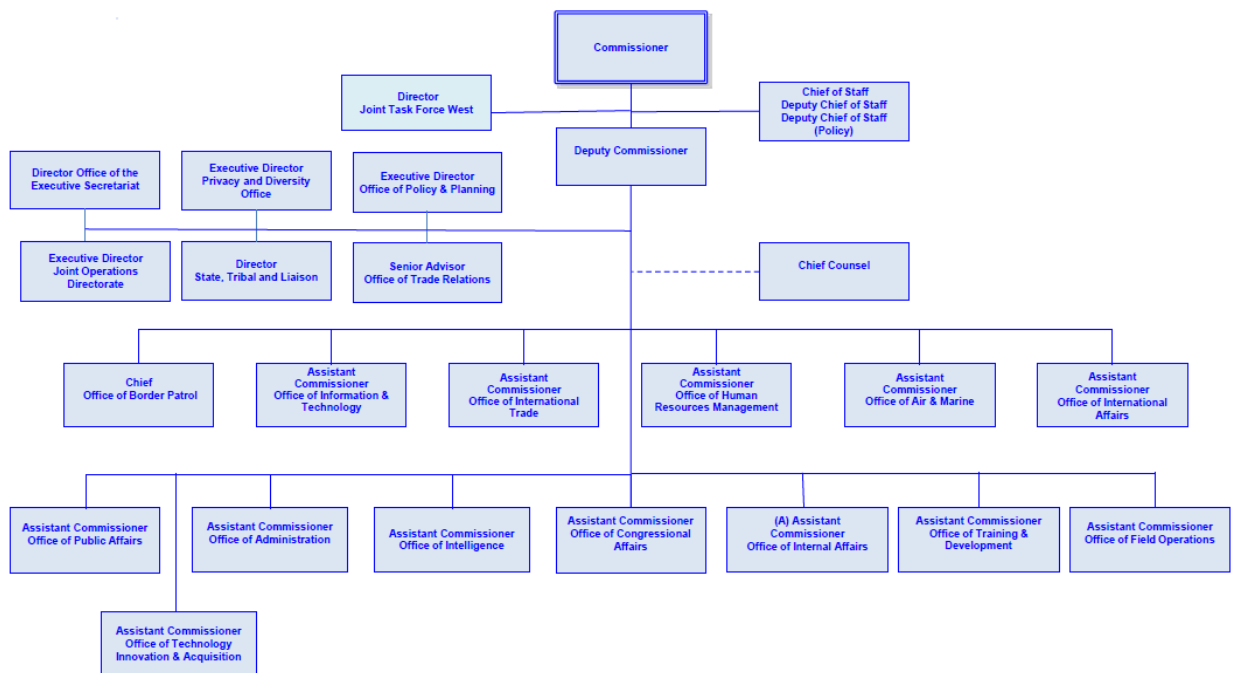 Commissioner
Director
Joint Task Force West
Chief of Staff
Deputy Chief of Staff
Deputy Chief of Staff
(Policy)
Deputy Commissioner
Director Office of the
Executive Secretariat
Executive Director
Privacy and Diversity
Office
Executive Director
Office of Policy & Planning
Executive Director
Joint Operations
Directorate
Director
State, Tribal and Liaison
Senior Advisor
Office of Trade Relations
Chief Counsel
Chief
Office of Border Patrol
Assistant
Commissioner
Office of Information &
Technology
Assistant
Commissioner
Office of International
Trade
Assistant
Commissioner
Office of Human
Resources Management
Assistant
Commissioner
Office of Air & Marine
Assistant
Commissioner
Office of International
Affairs
Assistant Commissioner
Office of Public Affairs
Assistant Commissioner
Office of Administration
Assistant Commissioner
Office of Intelligence
Assistant Commissioner
Office of Congressional
Affairs
(A) Assistant
Commissioner
Office of Internal Affairs
Assistant Commissioner
Office of Training &
Development
Assistant Commissioner
Office of Field Operations
Assistant Commissioner
Office of Technology
Innovation & Acquisition